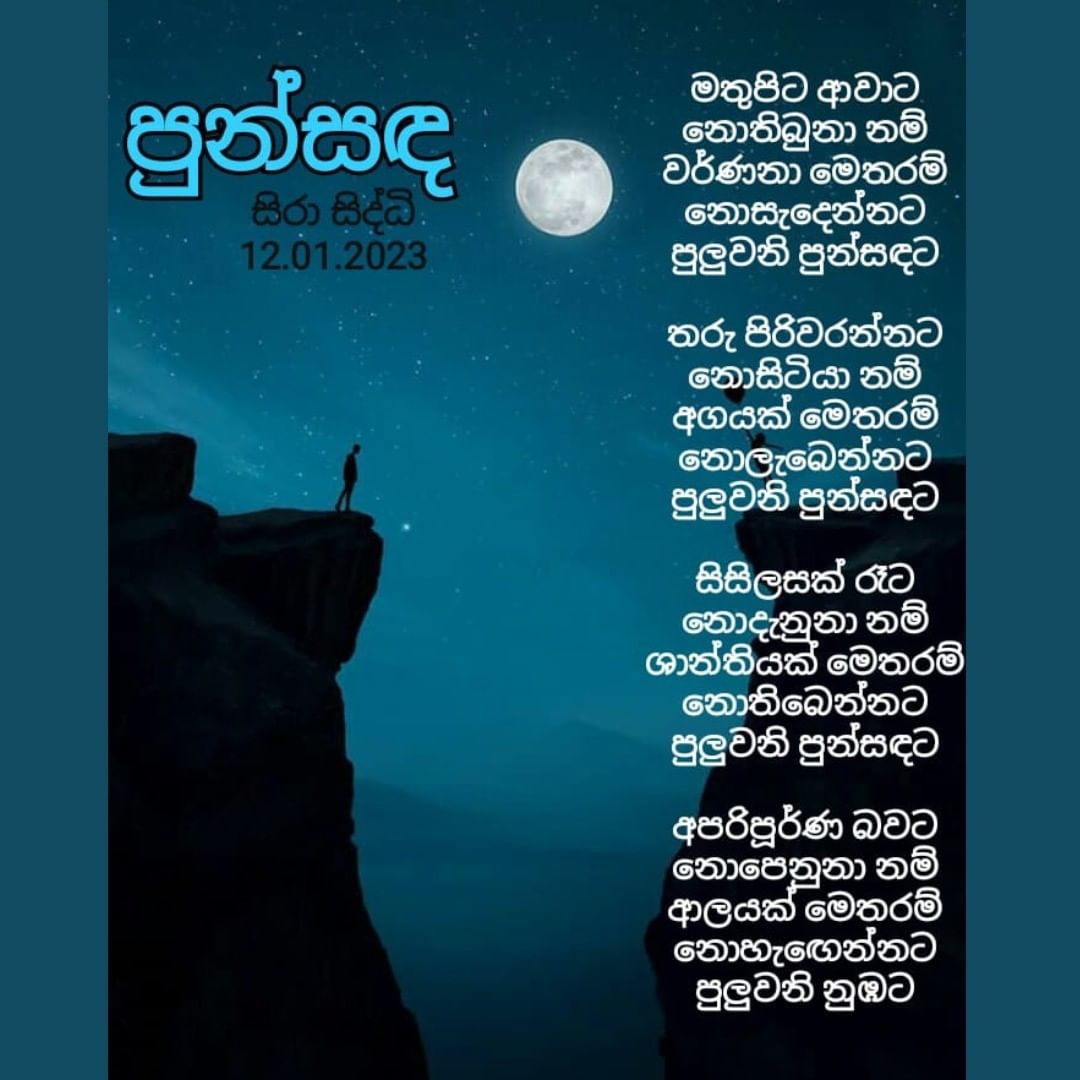 පුන්සඳ
සිරා සිද්ධි
12.01.2023
මතුපිට ආවාට
නොතිබුනා නම්
වර්ණනා මෙතරම්
නොසැදෙන්නට
පුලුවනි පුන්සඳට
තරු පිරිවරන්නට
නොසිටියා නම්
අගයක් මෙතරම්
නොලැබෙන්නට
පුලුවනි පුන්සඳට
සිසිලසක් රෑට
නොදැනුනා නම්
ශාන්තියක් මෙතරම්
නොතිබෙන්නට
පුලුවනි පුන්සඳට
අපරිපූර්ණ බවට
නොපෙනුනා නම්
ආලයක් මෙතරම්
නොහැඟෙන්නට
පුලුවනි නුඹට